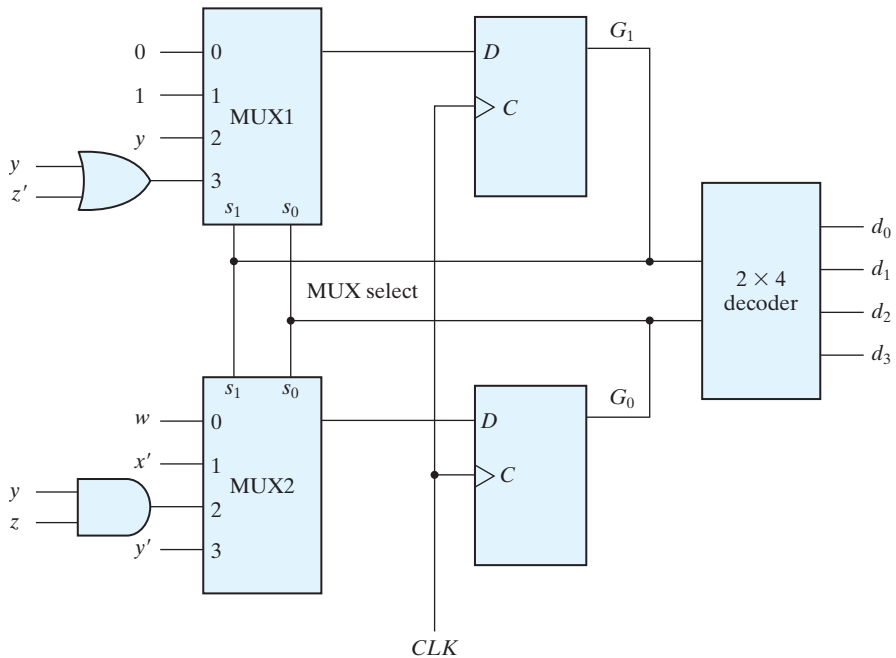 0
1
y
y
z′
0
1
2
3
MUX1
s₁ s₀
D
C
G₁
MUX select
2 × 4
decoder
d₀
d₁
d₂
d₃
s₁ s₀
w
x′
y
z
y′
0
1
2
3
MUX2
D
C
G₀
CLK